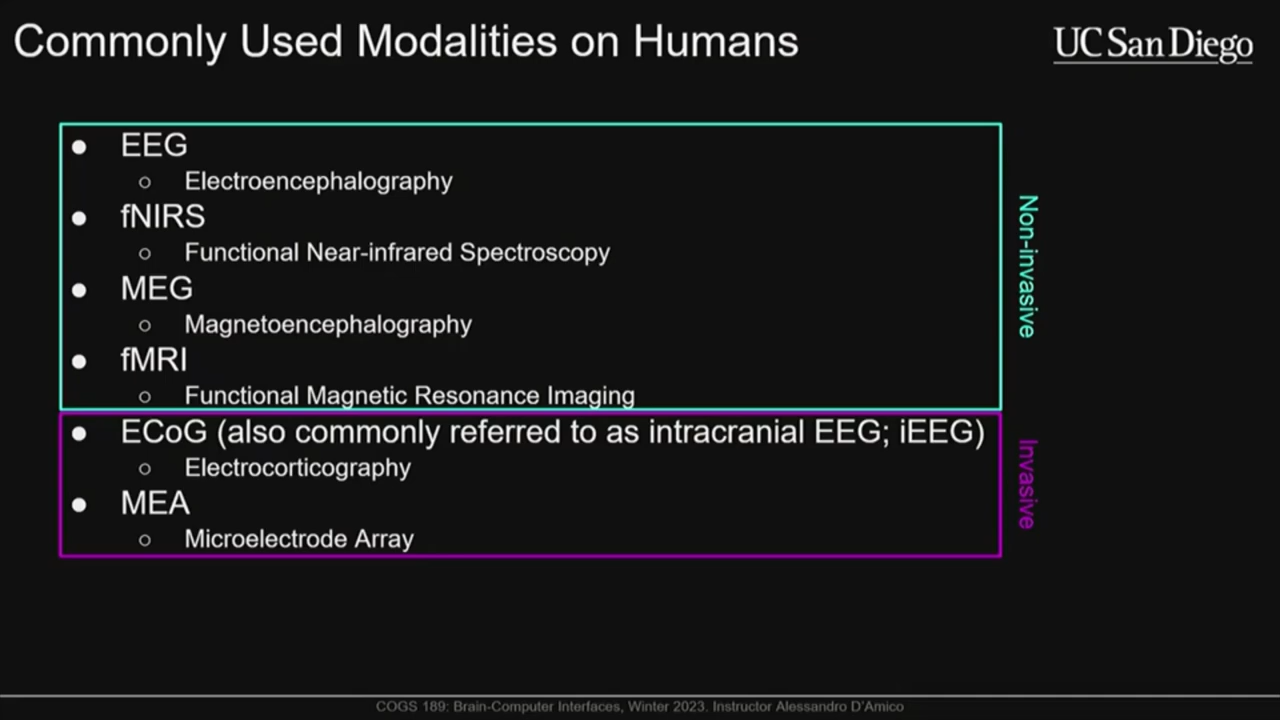 Commonly Used Modalities on Humans
UC San Diego
● EEG
○ Electroencephalography
● fNIRS
○ Functional Near-infrared Spectroscopy
● MEG
○ Magnetoencephalography
● fMRI
○ Functional Magnetic Resonance Imaging
Non-invasive
● ECoG (also commonly referred to as intracranial EEG; iEEG)
○ Electrocorticography
● MEA
○ Microelectrode Array
Invasive
COGS 189: Brain-Computer Interfaces, Winter 2023. Instructor Alessandro D'Amico